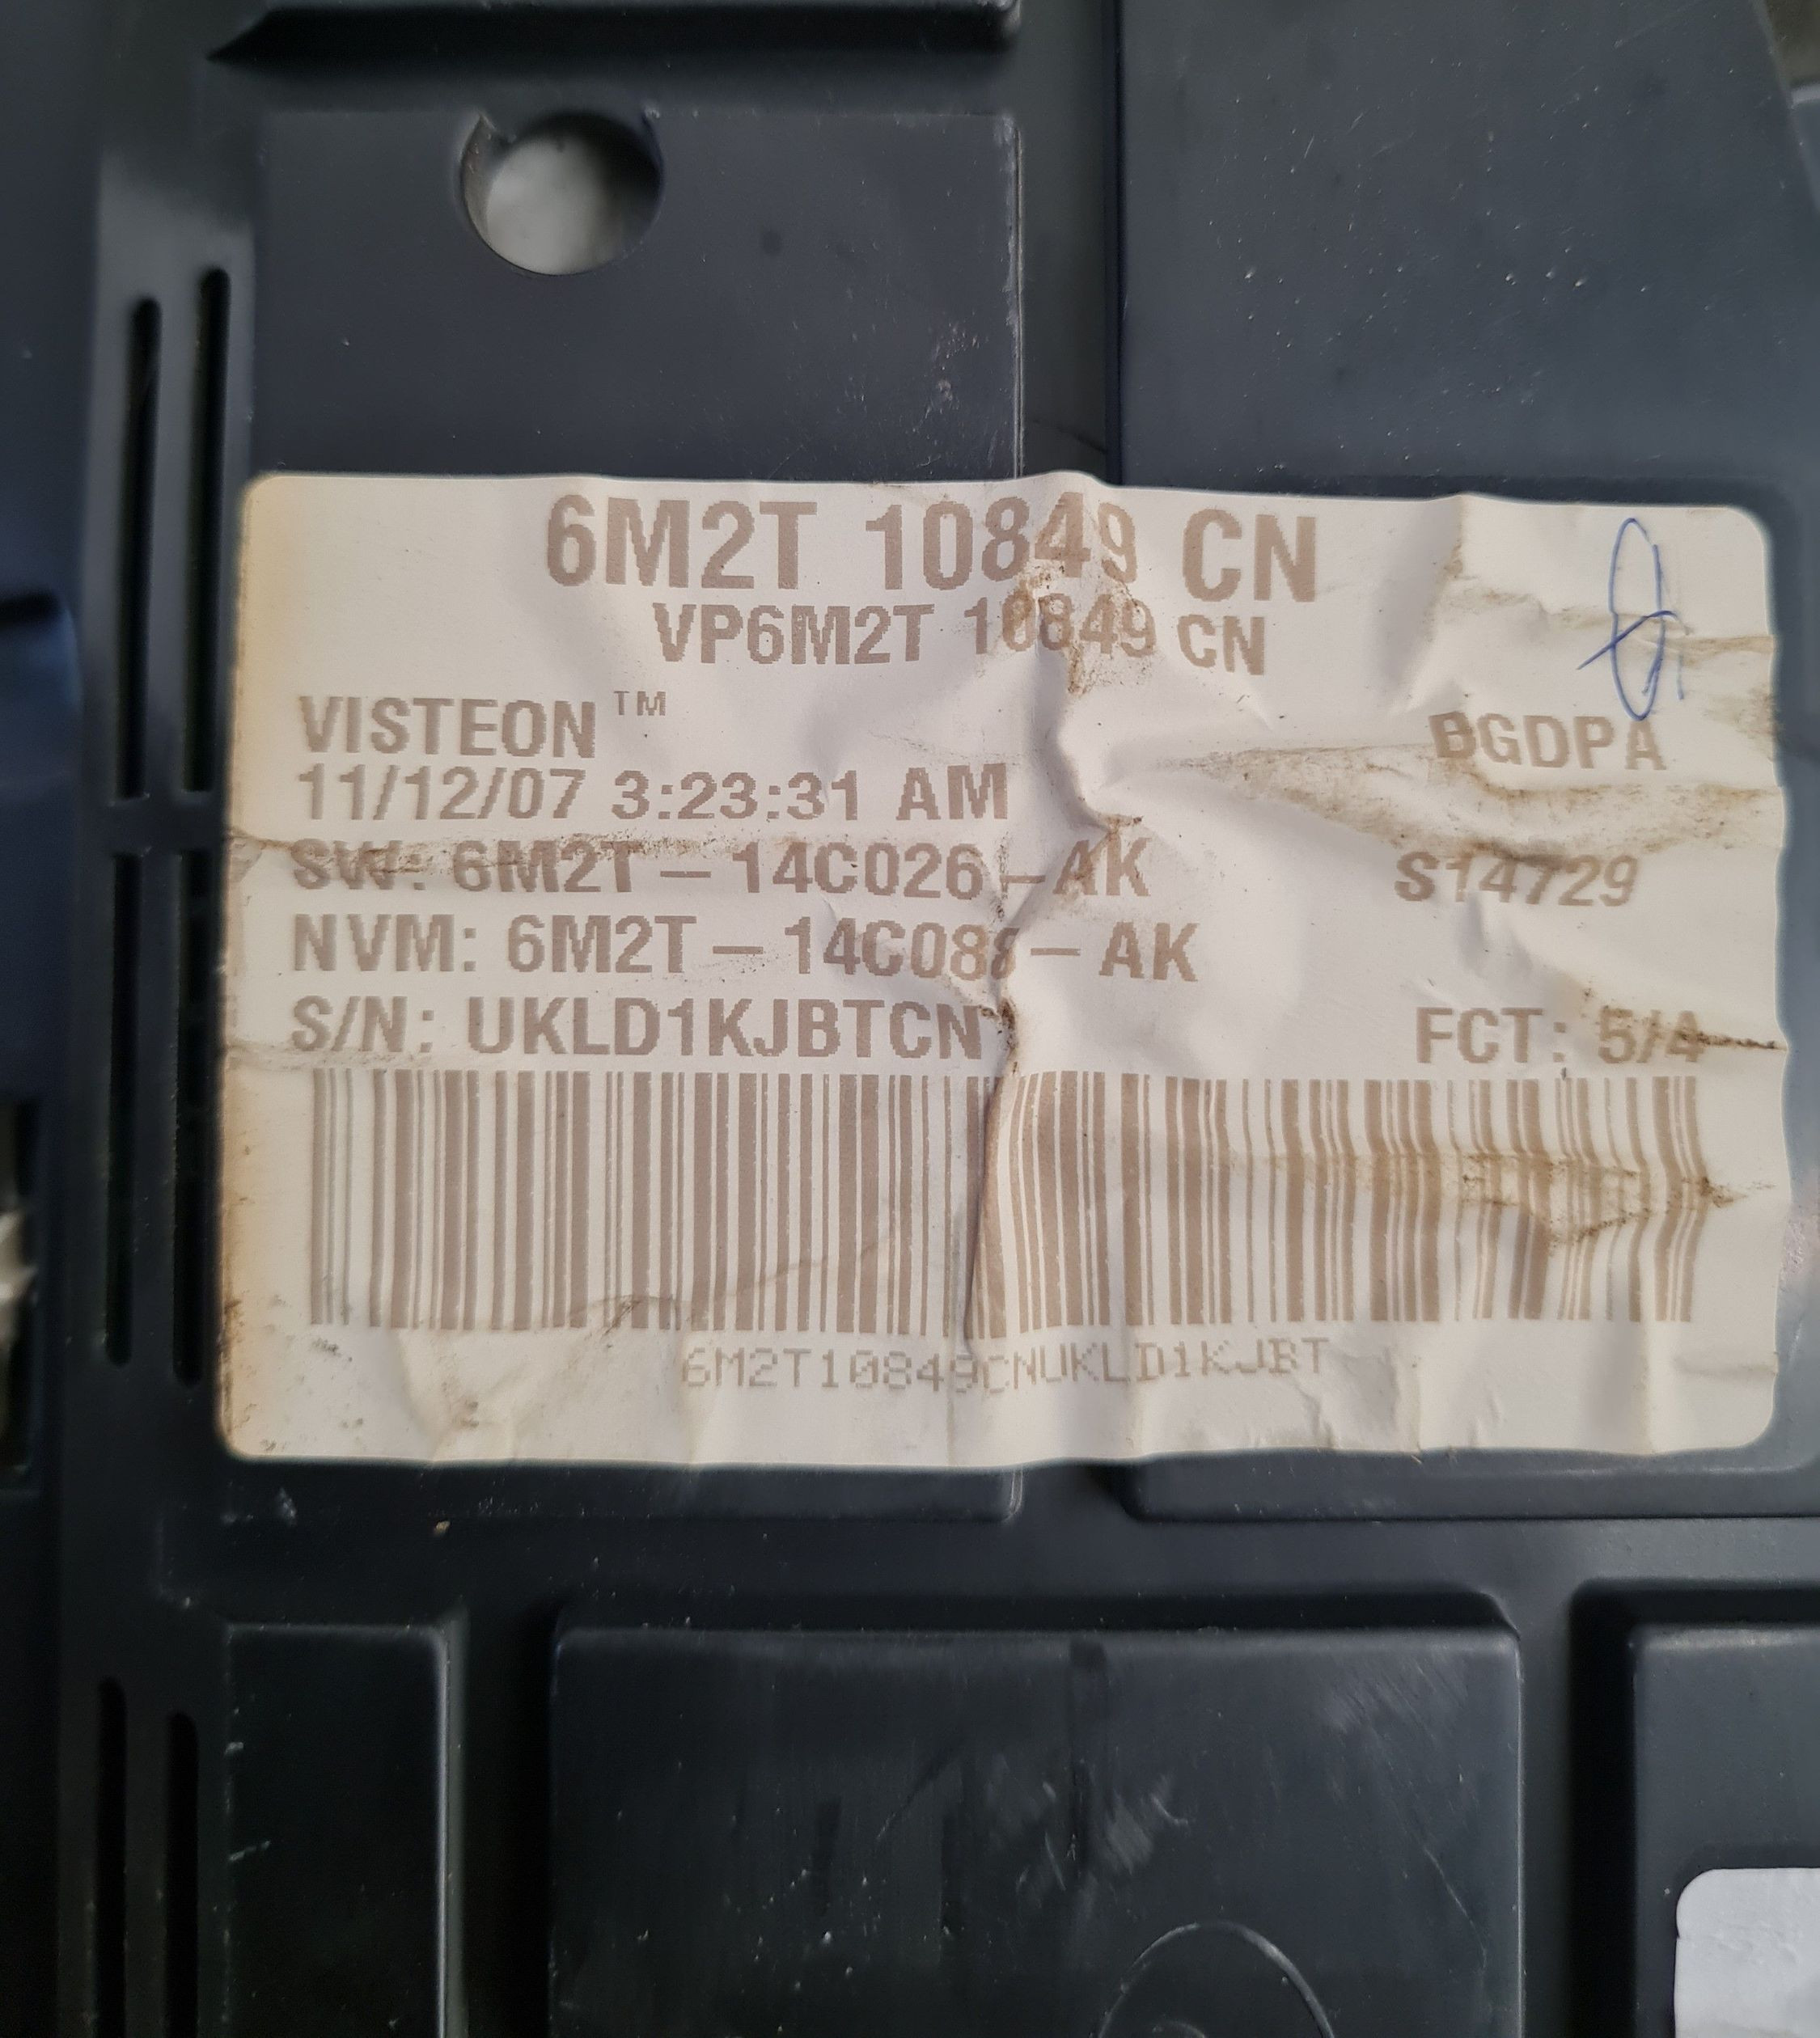 6M2T 10849 CN
VP6M2T 10849 CN
VISTEON™ BGDPA
11/12/07 3:23:31 AM
SW: 6M2T-14C026-AK S14729
NVM: 6M2T-14C088-AK
S/N: UKLD1KJBTCN FCT: 5/4
6M2T10849CNUKLD1KJBT